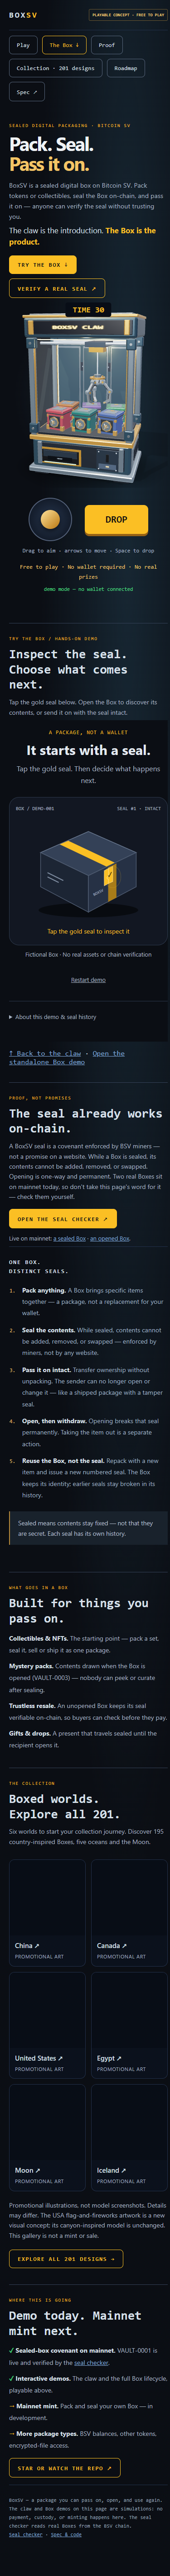 BOXSV
PLAYABLE CONCEPT · FREE TO PLAY
Play
The Box ↓
Proof
Collection · 201 designs
Roadmap
Spec ↗
SEALED DIGITAL PACKAGING · BITCOIN SV
Pack. Seal.
Pass it on.
BoxSV is a sealed digital box on Bitcoin SV. Pack
tokens or collectibles, seal the Box on-chain, and pass
it on — anyone can verify the seal without trusting
you.
The claw is the introduction. The Box is the
product.
TRY THE BOX ↓
VERIFY A REAL SEAL ↗
TIME 30
BOXSV CLAW
DROP
Drag to aim · arrows to move · Space to drop
Free to play · No wallet required · No real
prizes
demo mode — no wallet connected
TRY THE BOX / HANDS-ON DEMO
Inspect the seal.
Choose what comes
next.
Tap the gold seal below. Open the Box to discover its
contents, or send it on with the seal intact.
A PACKAGE, NOT A WALLET
It starts with a seal.
Tap the gold seal. Then decide what happens
next.
BOX / DEMO-001
SEAL #1 · INTACT
Tap the gold seal to inspect it
Fictional Box · No real assets or chain verification
Restart demo
▶ About this demo & seal history
↑ Back to the claw · Open the
standalone Box demo
PROOF, NOT PROMISES
The seal already works
on-chain.
A BoxSV seal is a covenant enforced by BSV miners —
not a promise on a website. While a Box is sealed, its
contents cannot be added, removed, or swapped.
Opening is one-way and permanent. Two real Boxes sit
on mainnet today, so don't take this page's word for it —
check them yourself.
OPEN THE SEAL CHECKER ↗
Live on mainnet: a sealed Box · an opened Box.
ONE BOX.
DISTINCT SEALS.
1. Pack anything. A Box brings specific items
together — a package, not a replacement for your
wallet.
2. Seal the contents. While sealed, contents cannot
be added, removed, or swapped — enforced by
miners, not by any website.
3. Pass it on intact. Transfer ownership without
unpacking. The sender can no longer open or
change it — like a shipped package with a tamper
seal.
4. Open, then withdraw. Opening breaks that seal
permanently. Taking the item out is a separate
action.
5. Reuse the Box, not the seal. Repack with a new
item and issue a new numbered seal. The Box
keeps its identity; earlier seals stay broken in its
history.
Sealed means contents stay fixed — not that they
are secret. Each seal has its own history.
WHAT GOES IN A BOX
Built for things you
pass on.
Collectibles & NFTs. The starting point — pack a set,
seal it, sell or ship it as one package.
Mystery packs. Contents drawn when the Box is
opened (VAULT-0003) — nobody can peek or curate
after sealing.
Trustless resale. An unopened Box keeps its seal
verifiable on-chain, so buyers can check before they pay.
Gifts & drops. A present that travels sealed until the
recipient opens it.
THE COLLECTION
Boxed worlds.
Explore all 201.
Six worlds to start your collection journey. Discover 195
country-inspired Boxes, five oceans and the Moon.
China ↗
PROMOTIONAL ART
Canada ↗
PROMOTIONAL ART
United States ↗
PROMOTIONAL ART
Egypt ↗
PROMOTIONAL ART
Moon ↗
PROMOTIONAL ART
Iceland ↗
PROMOTIONAL ART
Promotional illustrations, not model screenshots. Details
may differ. The USA flag-and-fireworks artwork is a new
visual concept; its canyon-inspired model is unchanged.
This gallery is not a mint or sale.
EXPLORE ALL 201 DESIGNS →
WHERE THIS IS GOING
Demo today. Mainnet
mint next.
✓ Sealed-box covenant on mainnet. VAULT-0001
is live and verified by the seal checker.
✓ Interactive demos. The claw and the full Box lifecycle,
playable above.
→ Mainnet mint. Pack and seal your own Box — in
development.
→ More package types. BSV balances, other tokens,
encrypted-file access.
STAR OR WATCH THE REPO ↗
BoxSV — a package you can pass on, open, and use again.
The claw and Box demos on this page are simulations: no
payment, custody, or minting happens here. The seal
checker reads real Boxes from the BSV chain.
Seal checker · Spec & code